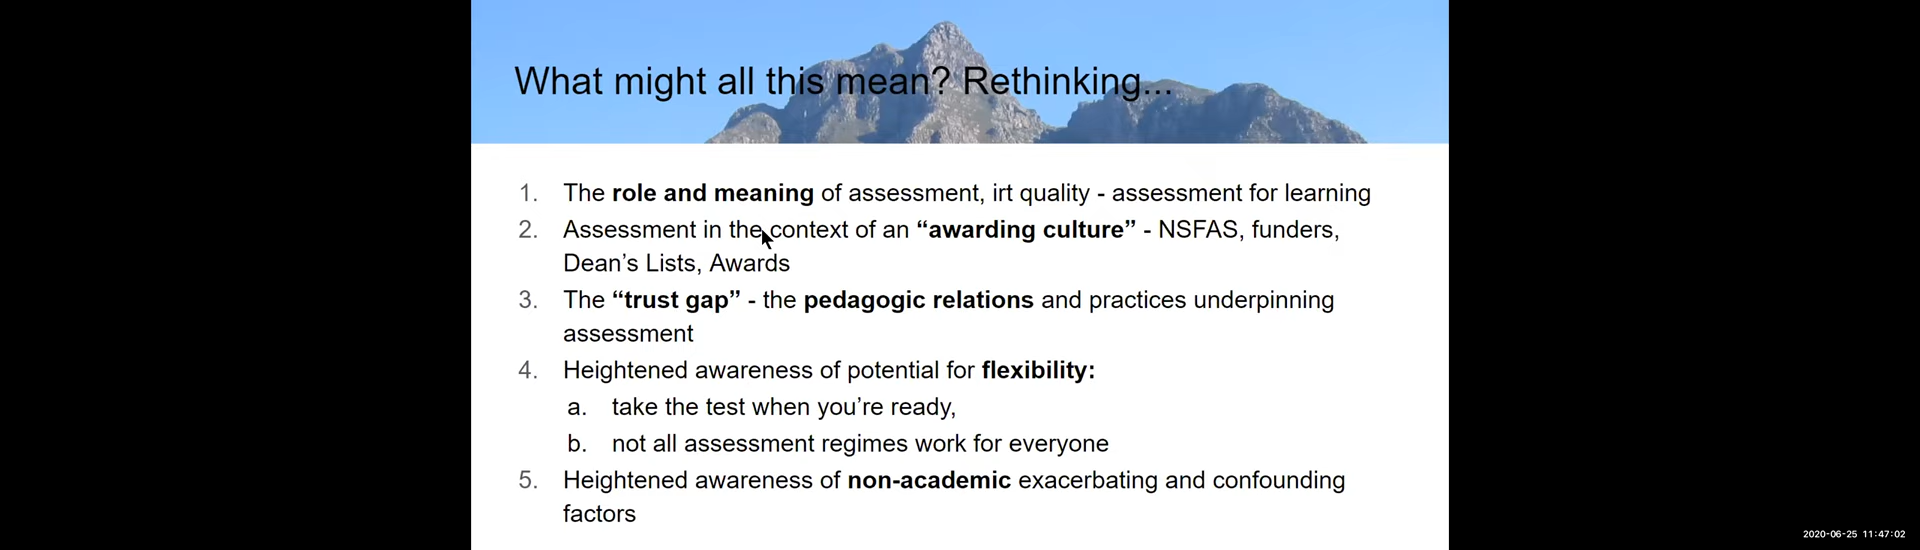 What might all this mean? Rethinking...
1. The role and meaning of assessment, irt quality - assessment for learning
2. Assessment in the context of an “awarding culture” - NSFAS, funders,
Dean’s Lists, Awards
3. The “trust gap” - the pedagogic relations and practices underpinning
assessment
4. Heightened awareness of potential for flexibility:
a. take the test when you’re ready,
b. not all assessment regimes work for everyone
5. Heightened awareness of non-academic exacerbating and confounding
factors
2020-06-25 11:47:02